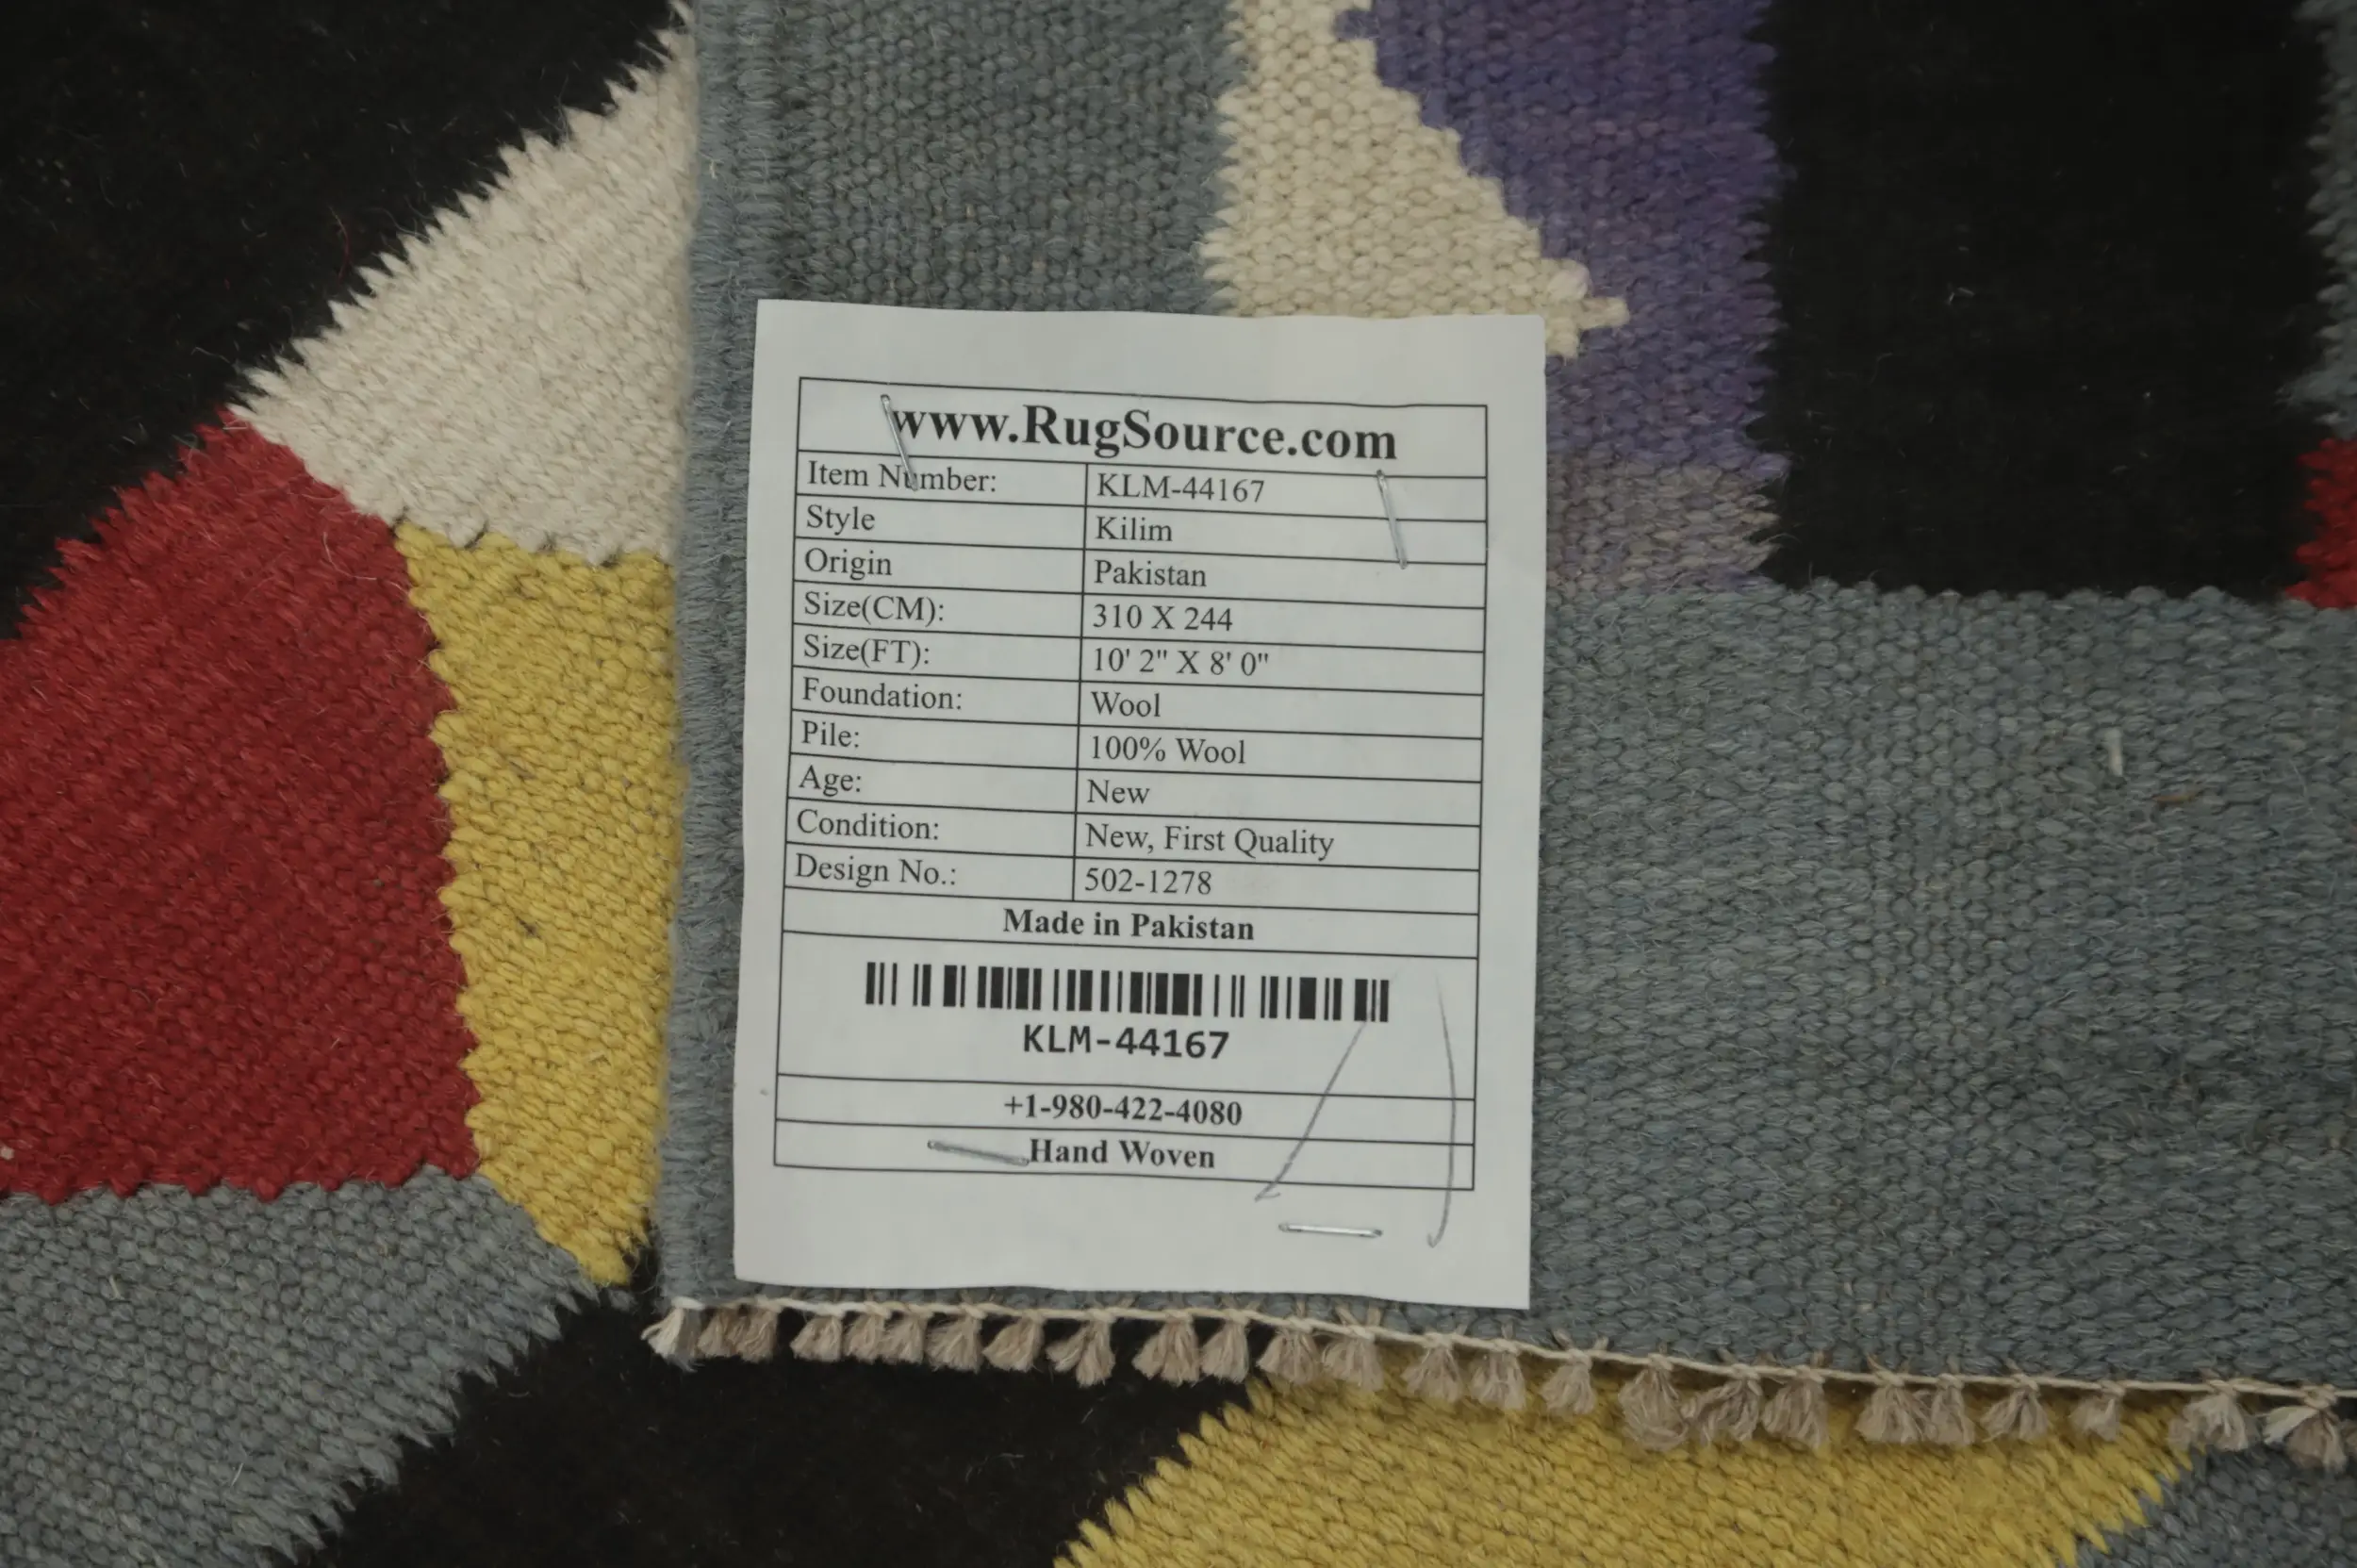 www.RugSource.com
Item Number: KLM-44167
Style Kilim
Origin Pakistan
Size(CM): 310 X 244
Size(FT): 10' 2" X 8' 0"
Foundation: Wool
Pile: 100% Wool
Age: New
Condition: New, First Quality
Design No.: 502-1278
Made in Pakistan
KLM-44167
+1-980-422-4080
Hand Woven